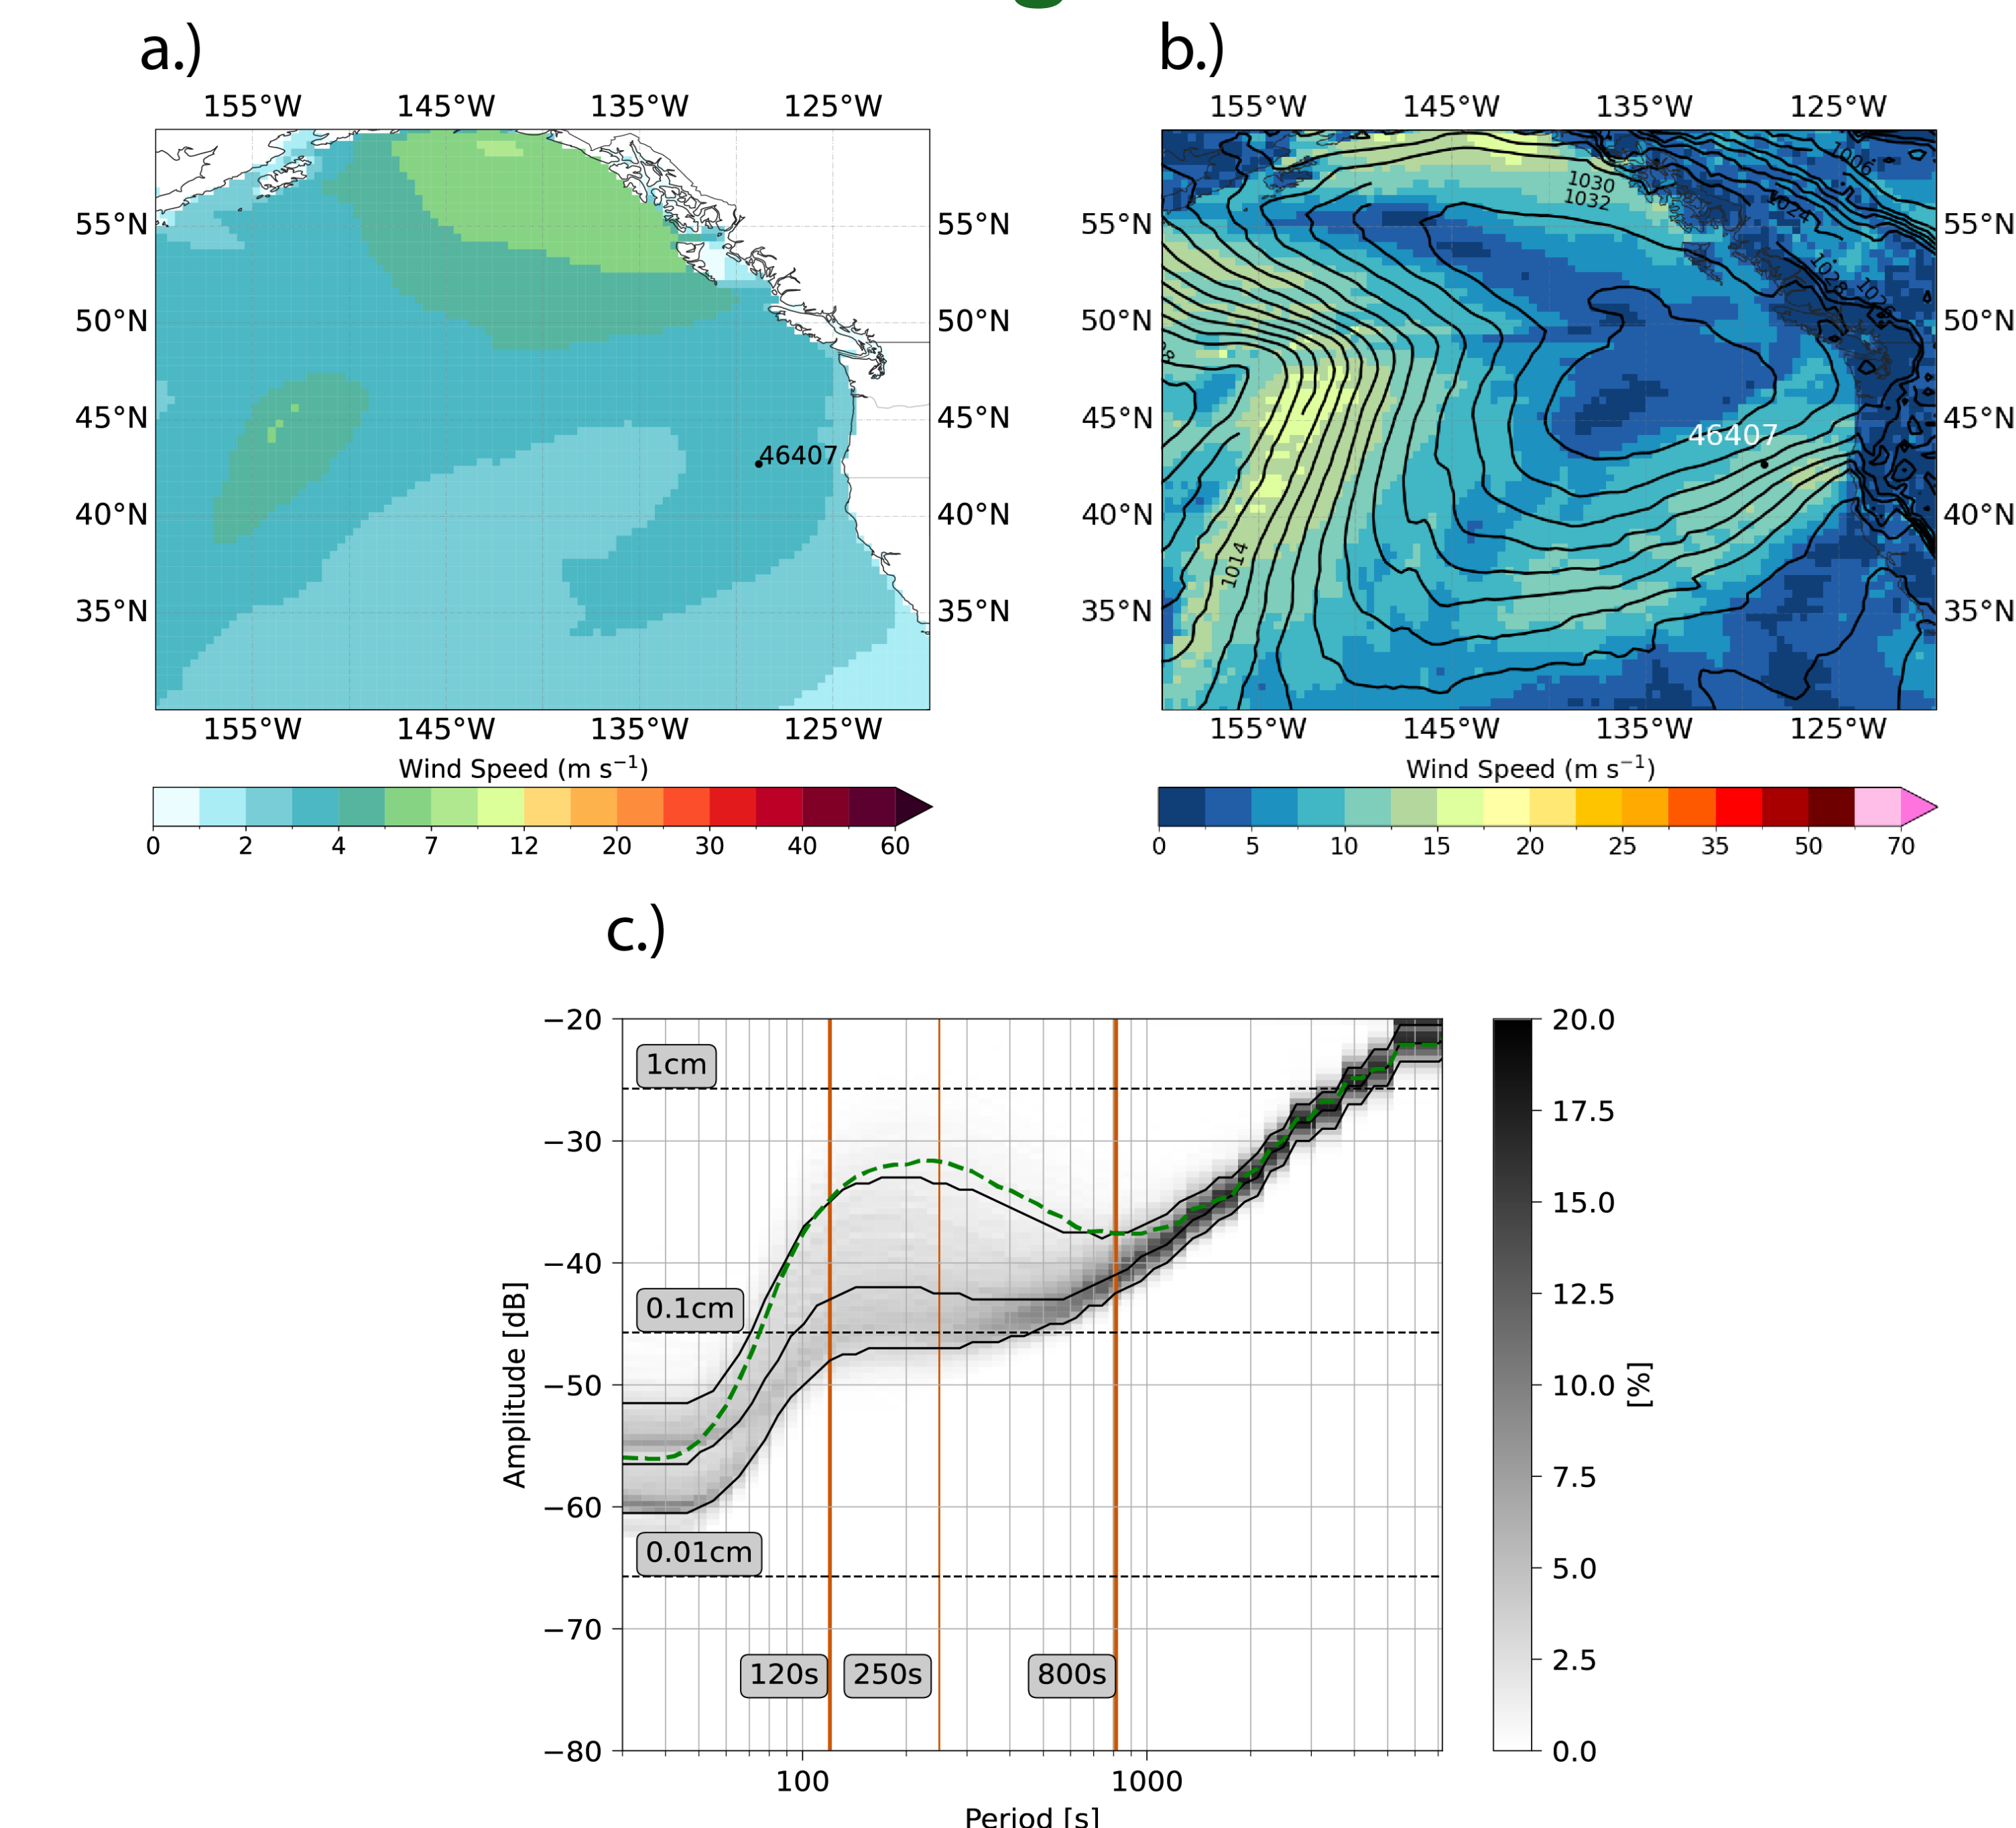 a.)
b.)
155°W 145°W 135°W 125°W
155°W 145°W 135°W 125°W
55°N 55°N 55°N 55°N
50°N 50°N 50°N 50°N
45°N 45°N 45°N 45°N
40°N 40°N 40°N 40°N
35°N 35°N 35°N 35°N
46407
1006
1030
1032
1024
1028
46407
1014
155°W 145°W 135°W 125°W
155°W 145°W 135°W 125°W
Wind Speed (m s⁻¹)
0 2 4 7 12 20 30 40 60
Wind Speed (m s⁻¹)
0 5 10 15 20 25 35 50 70
c.)
Amplitude [dB]
−20
−30
−40
−50
−60
−70
−80
1cm
0.1cm
0.01cm
120s 250s 800s
100 1000
Period [s]
20.0
17.5
15.0
12.5
10.0
7.5
5.0
2.5
0.0
[%]